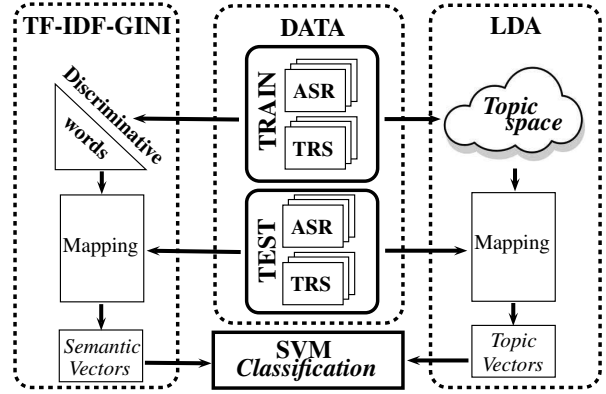 TF-IDF-GINI
DATA
LDA
Discriminative
words
TRAIN
ASR
TRS
Topic
space
Mapping
TEST
ASR
TRS
Mapping
Semantic
Vectors
SVM
Classification
Topic
Vectors